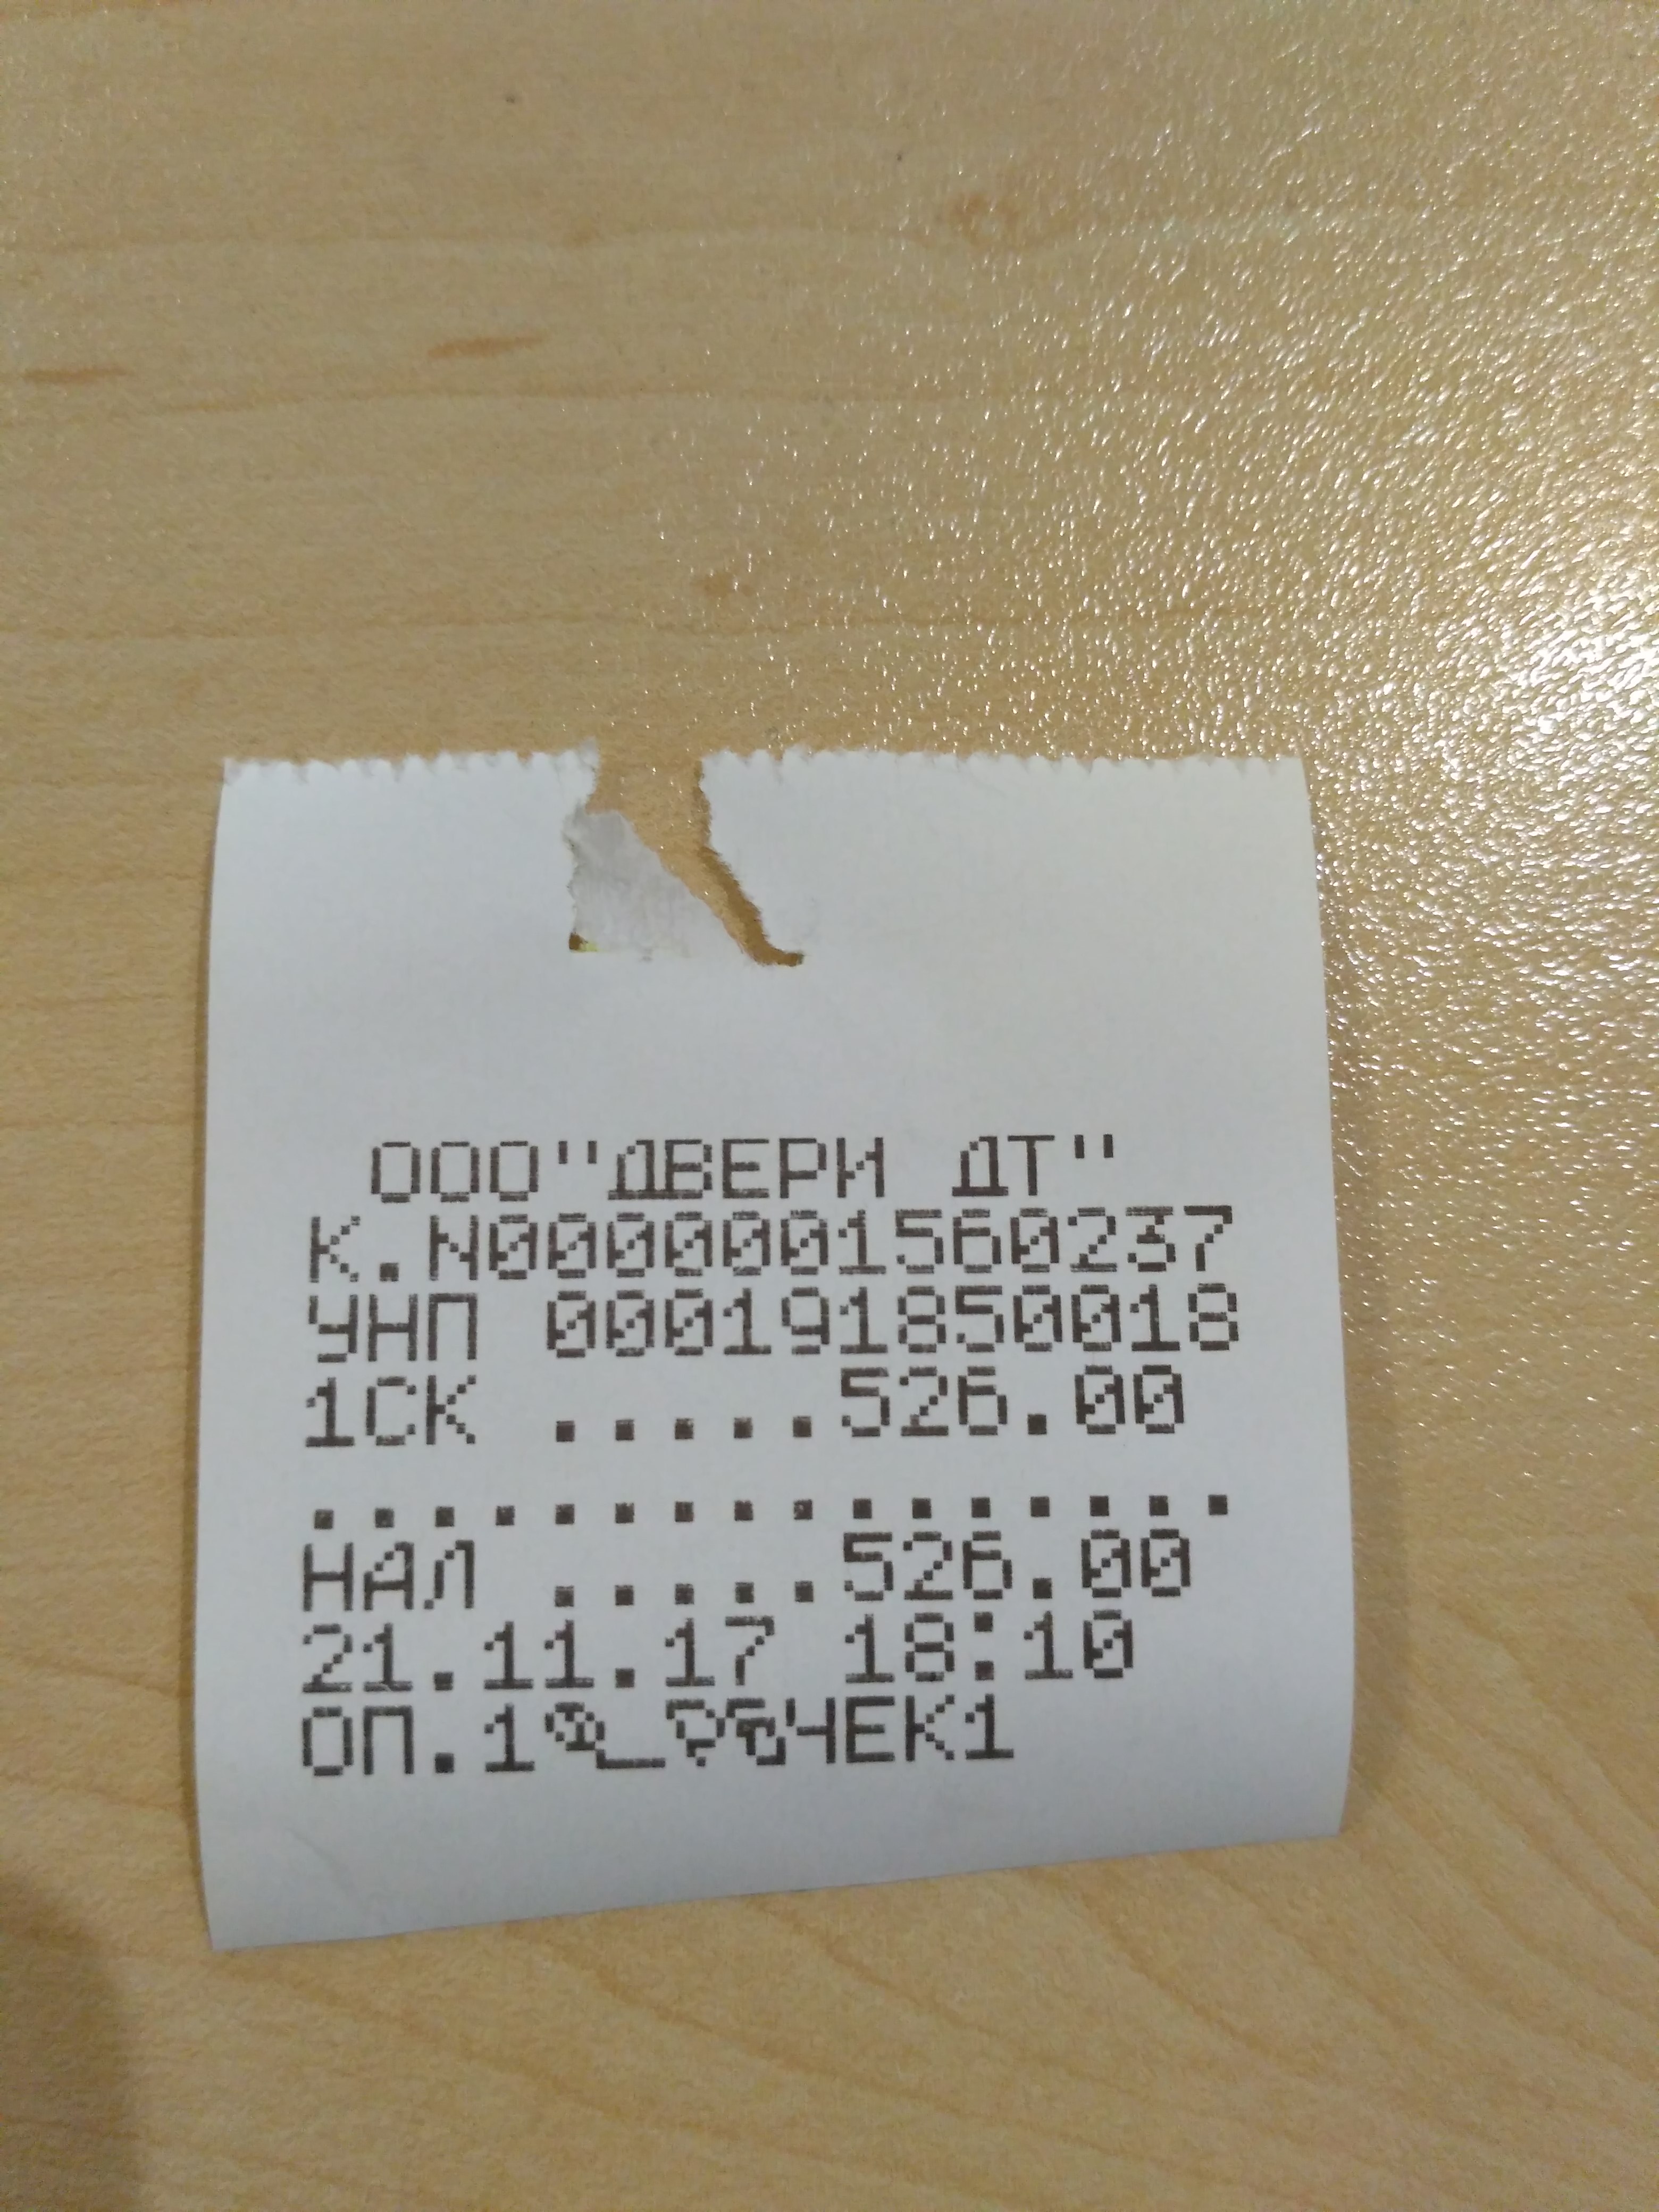 ООО"ДВЕРИ ДТ"
К.N0000001560237
УНП 000191850018
1СК .....526.00
................
НАЛ .....526.00
21.11.17 18:10
ОП.1 ЧЕК1